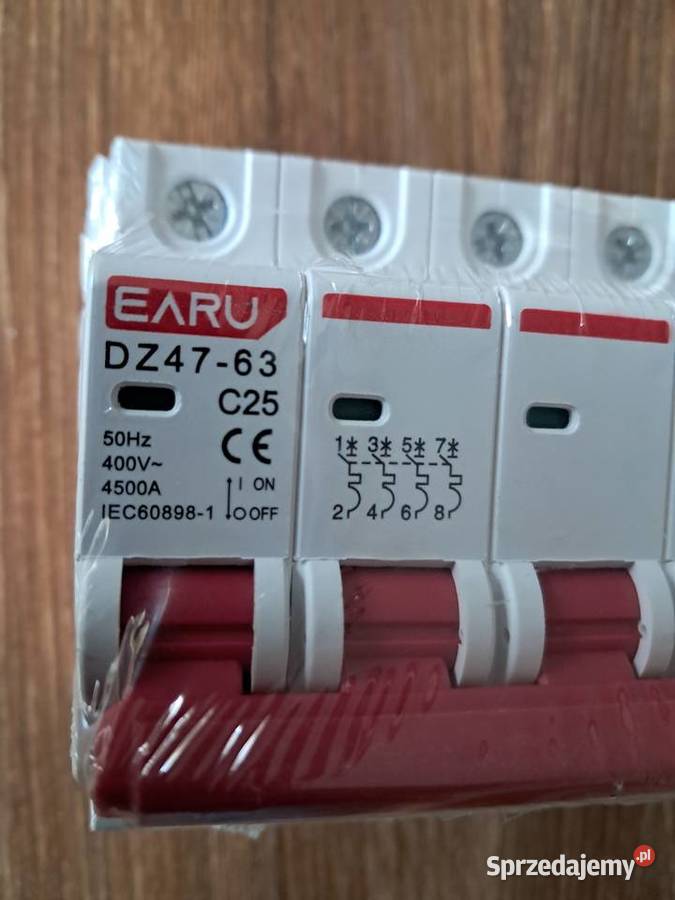 EARU
DZ47-63
C25
50Hz
CE
400V~
4500A
I ON
IEC60898-1
OOFF
1 3 5 7
2 4 6 8
Sprzedajemy.pl